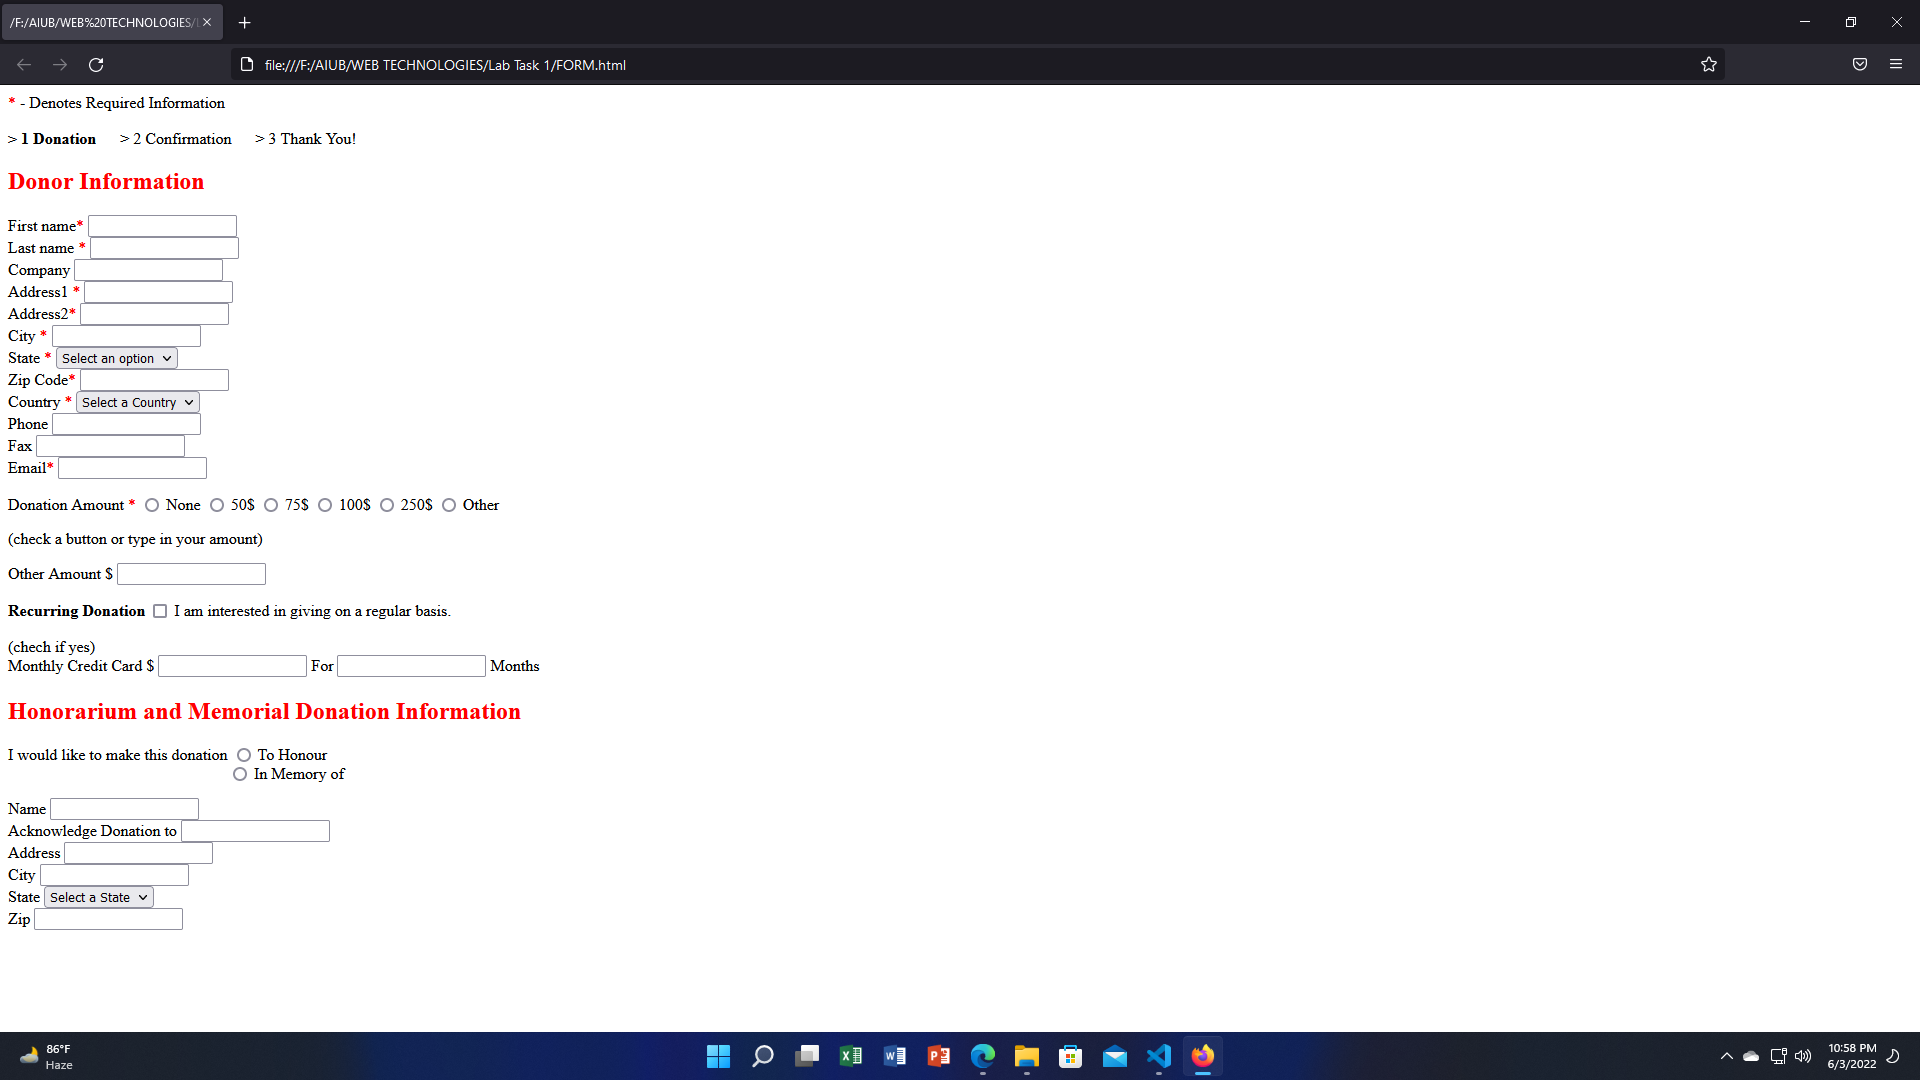 /F:/AIUB/WEB%20TECHNOLOGIES/
file:///F:/AIUB/WEB TECHNOLOGIES/Lab Task 1/FORM.html
* - Denotes Required Information
> 1 Donation > 2 Confirmation > 3 Thank You!
Donor Information
First name*
Last name *
Company
Address1 *
Address2*
City *
State * Select an option
Zip Code*
Country * Select a Country
Phone
Fax
Email*
Donation Amount * None 50$ 75$ 100$ 250$ Other
(check a button or type in your amount)
Other Amount $
Recurring Donation I am interested in giving on a regular basis.
(chech if yes)
Monthly Credit Card $ For Months
Honorarium and Memorial Donation Information
I would like to make this donation To Honour
In Memory of
Name
Acknowledge Donation to
Address
City
State Select a State
Zip
86°F
Haze
10:58 PM
6/3/2022